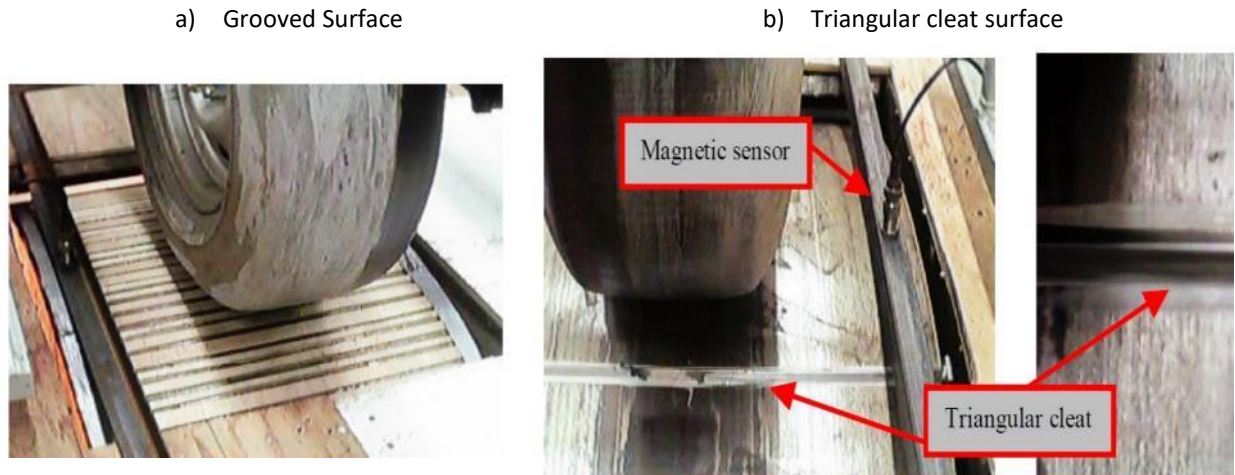 a) Grooved Surface
b) Triangular cleat surface
Magnetic sensor
Triangular cleat